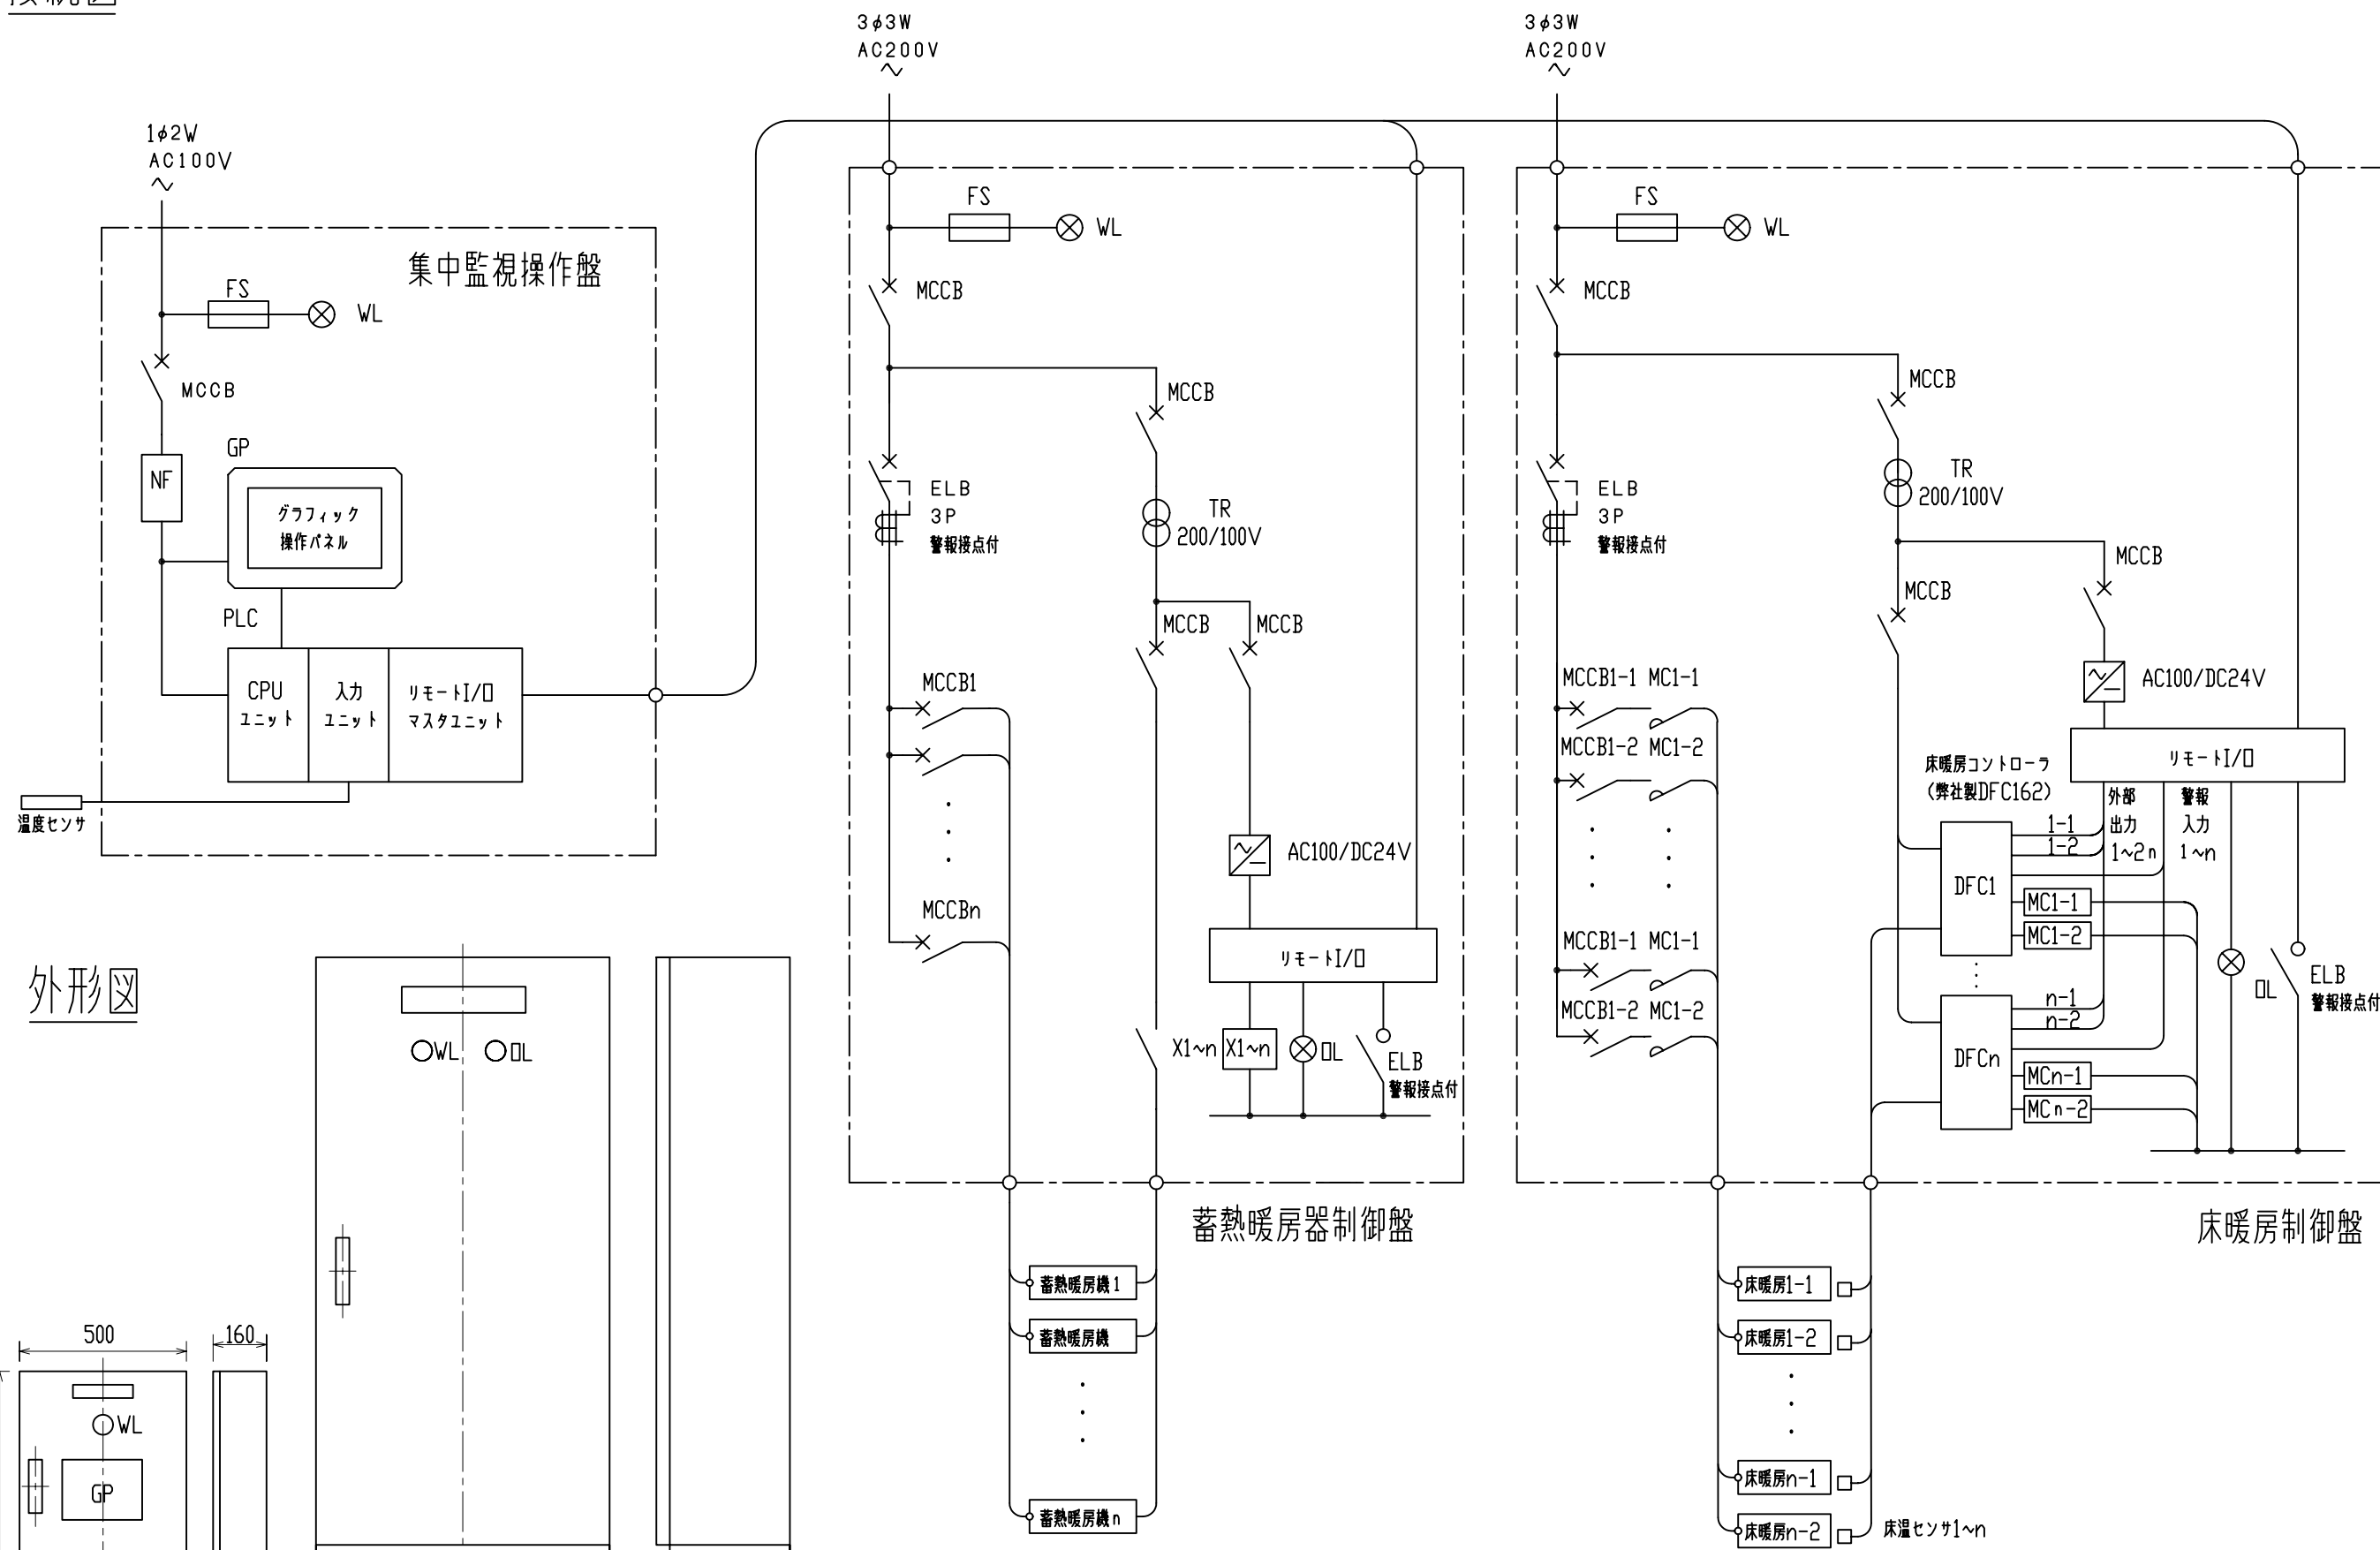 3φ3W
AC200V
3φ3W
AC200V
1φ2W
AC100V
集中監視操作盤
FS
WL
MCCB
NF
GP
グラフィック
操作パネル
PLC
CPU
ユニット
入力
ユニット
リモートI/O
マスタユニット
温度センサ
FS
WL
MCCB
MCCB
ELB
3P
警報接点付
TR
200/100V
MCCB
MCCB
MCCB1
MCCBn
AC100/DC24V
リモートI/O
X1~n
X1~n
OL
ELB
警報接点付
蓄熱暖房器制御盤
蓄熱暖房機1
蓄熱暖房機
蓄熱暖房機n
FS
WL
MCCB
MCCB
ELB
3P
警報接点付
TR
200/100V
MCCB
MCCB
MCCB1-1 MC1-1
MCCB1-2 MC1-2
MCCB1-1 MC1-1
MCCB1-2 MC1-2
AC100/DC24V
リモートI/O
床暖房コントローラ
(弊社製DFC162)
外部
出力
1~2n
警報
入力
1~n
1-1
1-2
DFC1
MC1-1
MC1-2
n-1
n-2
DFCn
MCn-1
MCn-2
OL
ELB
警報接点付
床暖房制御盤
床暖房1-1
床暖房1-2
床暖房n-1
床暖房n-2
床温センサ1~n
外形図
WL
OL
500
160
WL
GP